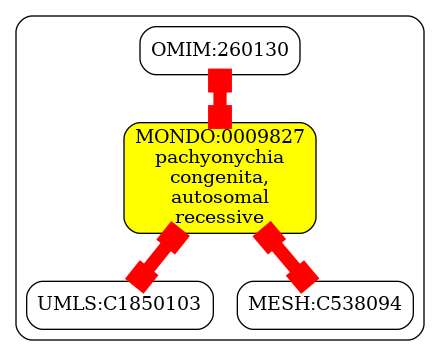 OMIM:260130
MONDO:0009827
pachyonychia
congenita,
autosomal
recessive
UMLS:C1850103
MESH:C538094